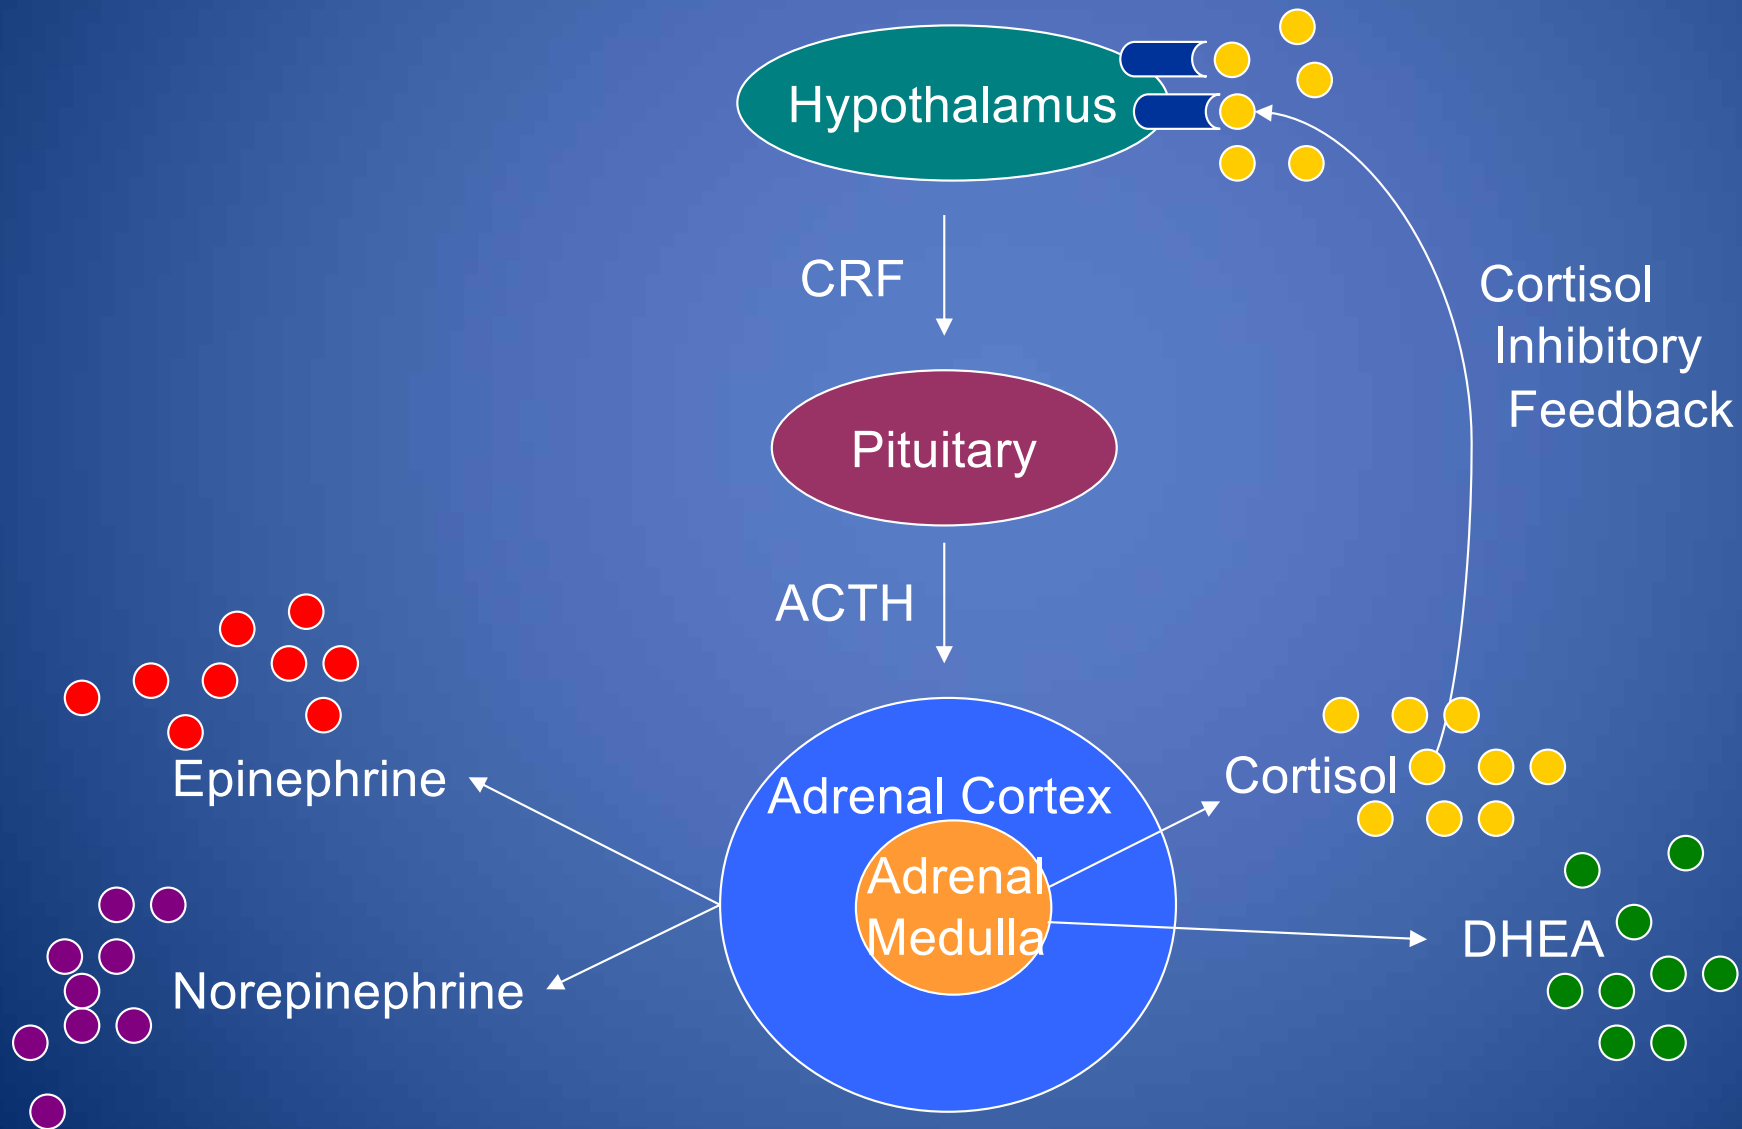 Hypothalamus
CRF
Cortisol
Inhibitory
Feedback
Pituitary
ACTH
Epinephrine
Adrenal Cortex
Cortisol
Adrenal
Medulla
DHEA
Norepinephrine